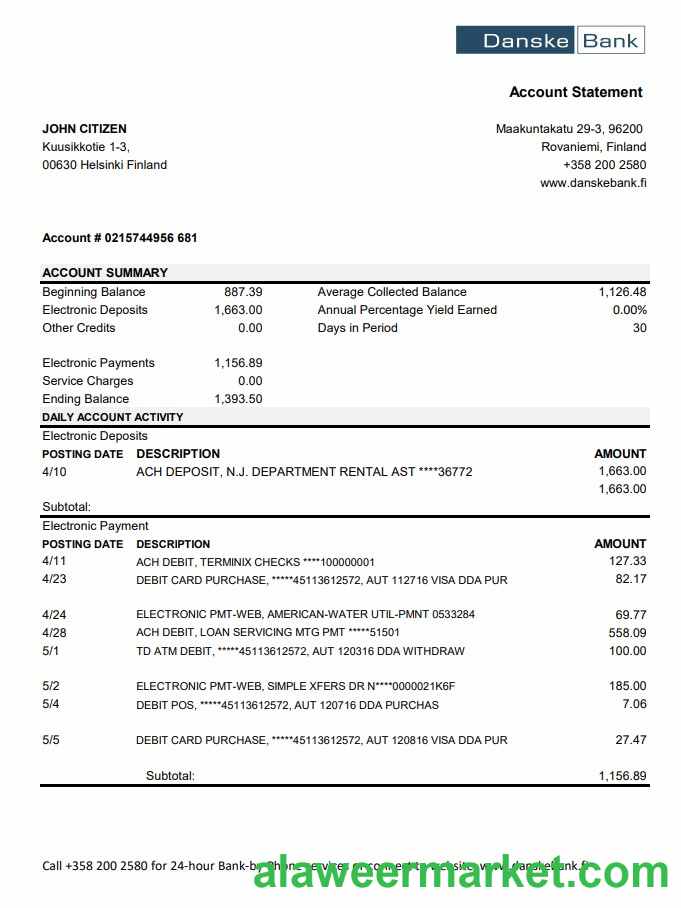 Danske Bank
Account Statement
JOHN CITIZEN Maakuntakatu 29-3, 96200
Kuusikkotie 1-3, Rovaniemi, Finland
00630 Helsinki Finland +358 200 2580
www.danskebank.fi
Account # 0215744956 681
ACCOUNT SUMMARY
Beginning Balance 887.39 Average Collected Balance 1,126.48
Electronic Deposits 1,663.00 Annual Percentage Yield Earned 0.00%
Other Credits 0.00 Days in Period 30
Electronic Payments 1,156.89
Service Charges 0.00
Ending Balance 1,393.50
DAILY ACCOUNT ACTIVITY
Electronic Deposits
POSTING DATE DESCRIPTION AMOUNT
4/10 ACH DEPOSIT, N.J. DEPARTMENT RENTAL AST ****36772 1,663.00
1,663.00
Subtotal:
Electronic Payment
POSTING DATE DESCRIPTION AMOUNT
4/11 ACH DEBIT, TERMINIX CHECKS ****100000001 127.33
4/23 DEBIT CARD PURCHASE, *****45113612572, AUT 112716 VISA DDA PUR 82.17
4/24 ELECTRONIC PMT-WEB, AMERICAN-WATER UTIL-PMNT 0533284 69.77
4/28 ACH DEBIT, LOAN SERVICING MTG PMT *****51501 558.09
5/1 TD ATM DEBIT, *****45113612572, AUT 120316 DDA WITHDRAW 100.00
5/2 ELECTRONIC PMT-WEB, SIMPLE XFERS DR N****0000021K6F 185.00
5/4 DEBIT POS, *****45113612572, AUT 120716 DDA PURCHAS 7.06
5/5 DEBIT CARD PURCHASE, *****45113612572, AUT 120816 VISA DDA PUR 27.47
Subtotal: 1,156.89
Call +358 200 2580 for 24-hour Bank-by-Phone services or connect to website www.danskebank.fi
alaweermarket.com